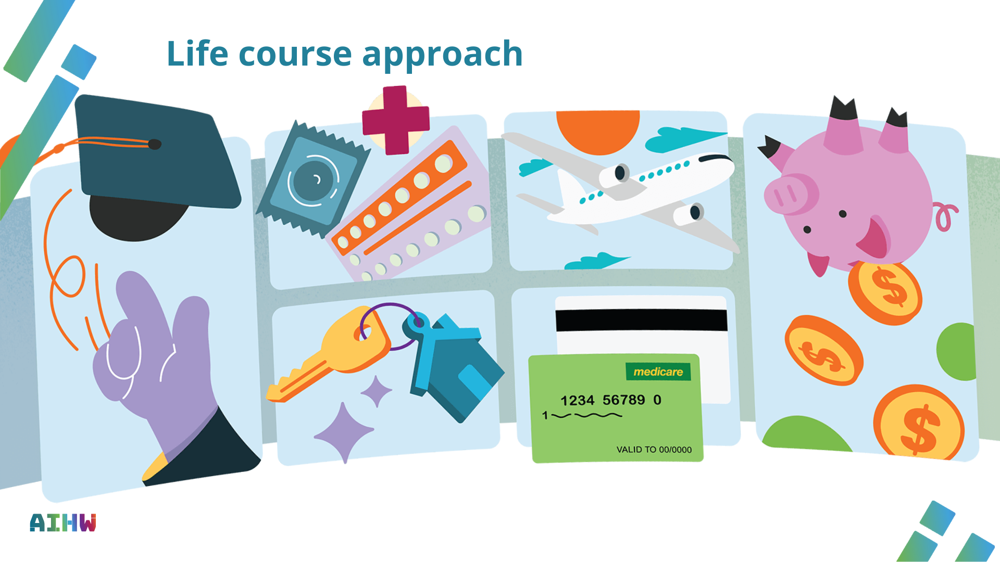 Life course approach
medicare
1234 56789 0
1
VALID TO 00/0000
$
$
$
AIHW